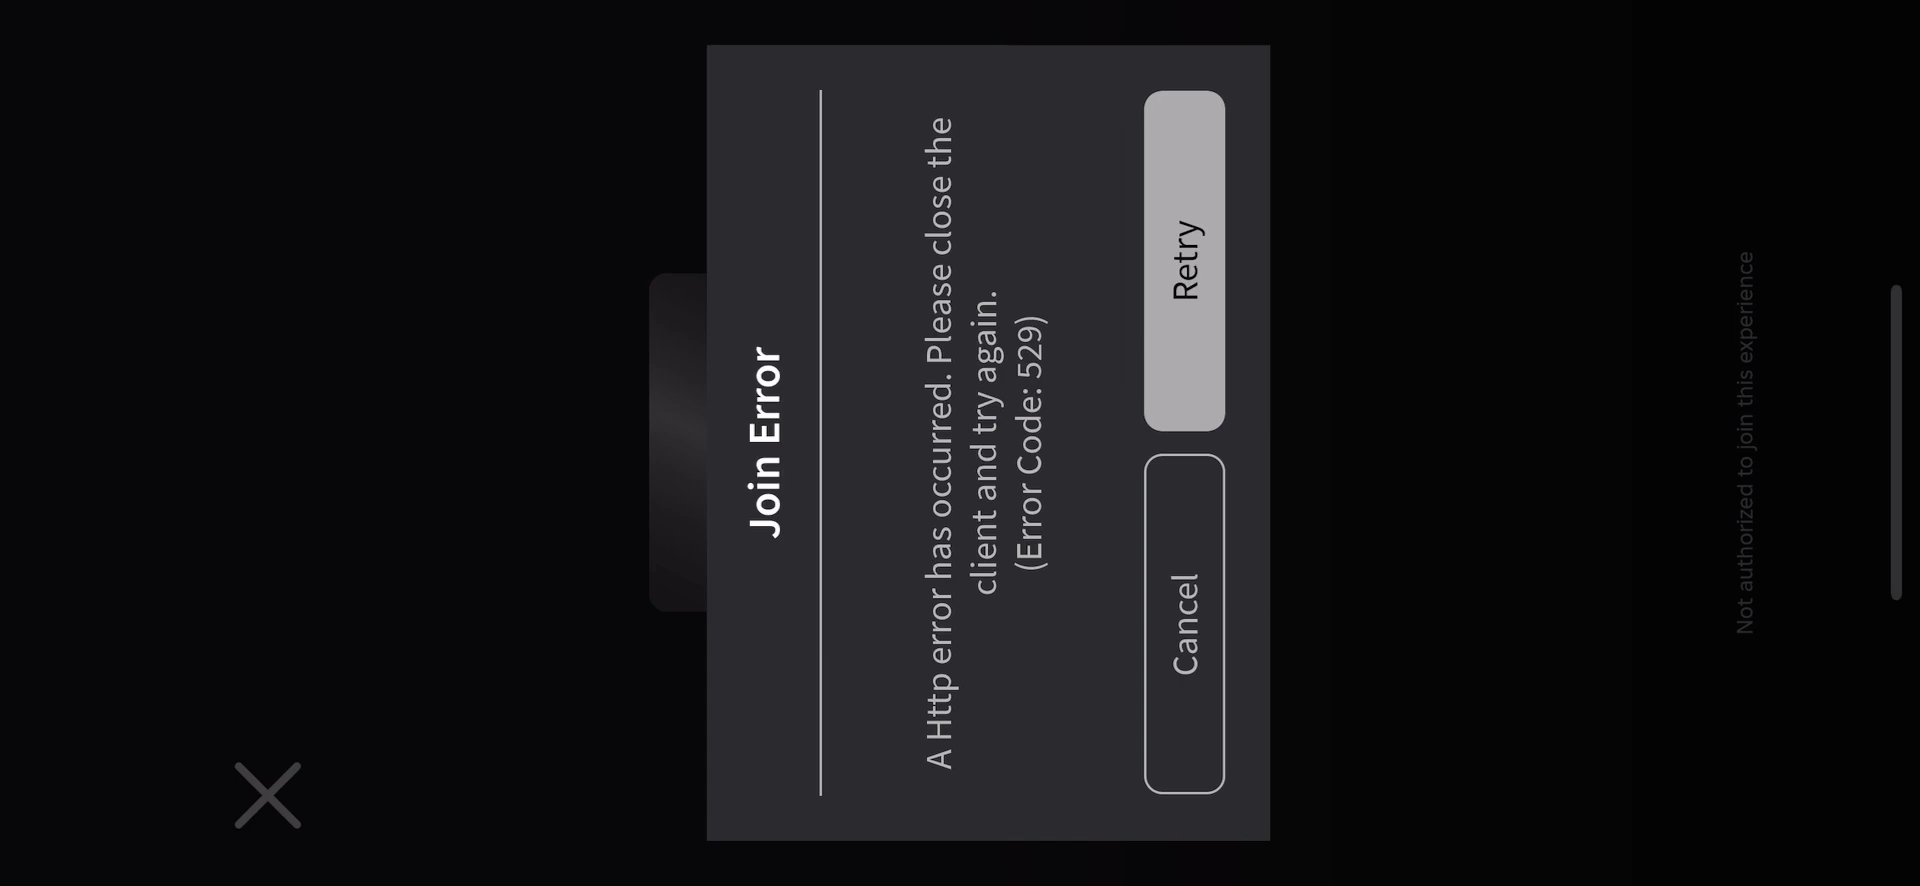 Join Error
A Http error has occurred. Please close the
client and try again.
(Error Code: 529)
Cancel
Retry
Not authorized to join this experience